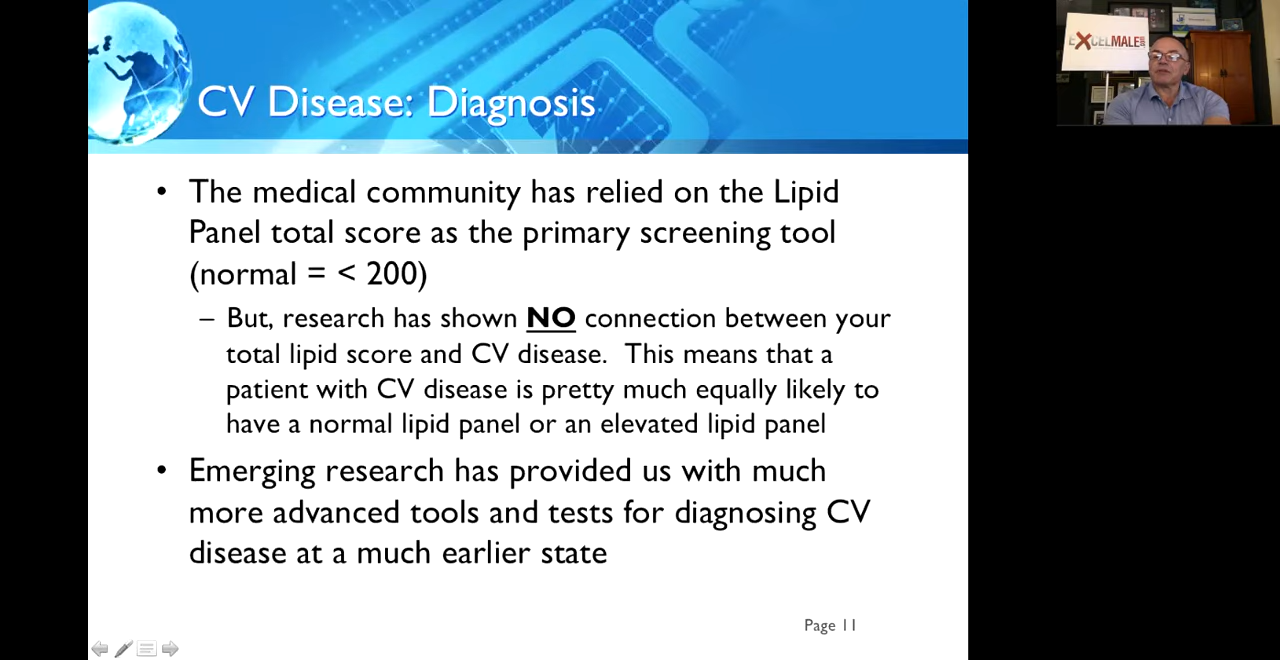 CV Disease: Diagnosis
• The medical community has relied on the Lipid
Panel total score as the primary screening tool
(normal = < 200)
– But, research has shown NO connection between your
total lipid score and CV disease. This means that a
patient with CV disease is pretty much equally likely to
have a normal lipid panel or an elevated lipid panel
• Emerging research has provided us with much
more advanced tools and tests for diagnosing CV
disease at a much earlier state
Page 11
EXCELMALE